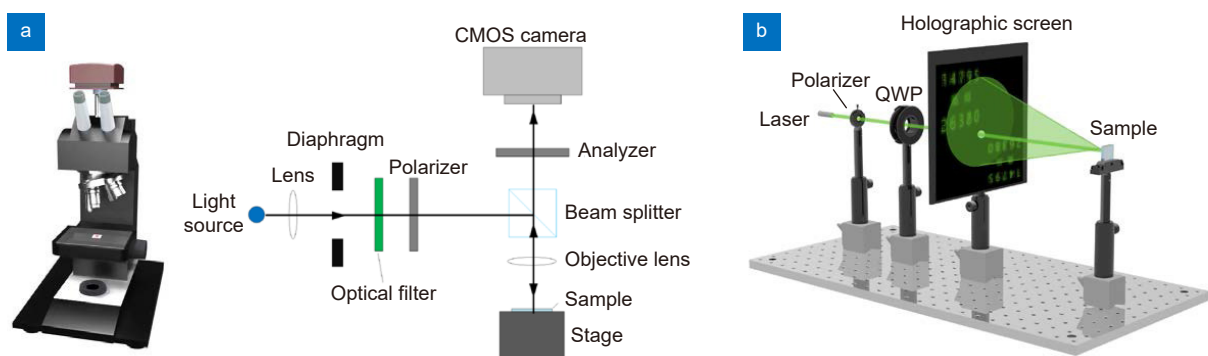 a
CMOS camera
Diaphragm
Polarizer
Lens
Light
source
Analyzer
Beam splitter
Objective lens
Optical filter
Sample
Stage
b
Holographic screen
Polarizer
QWP
Laser
Sample
26380